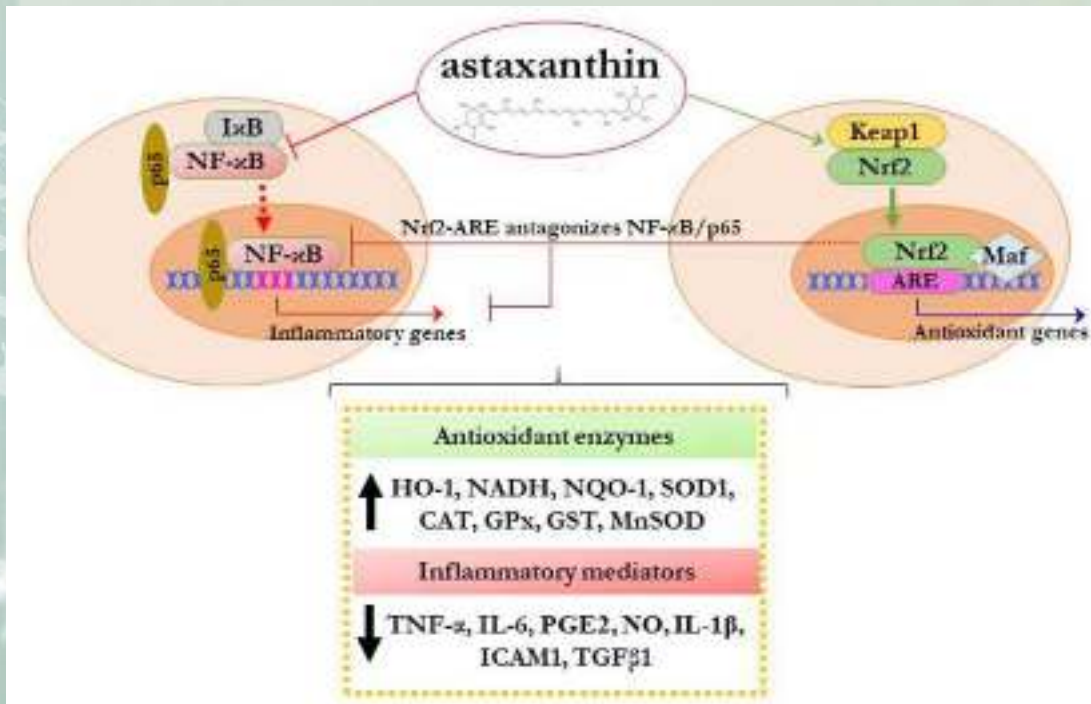 astaxanthin
IϰB
p65
NF-ϰB
Keap1
Nrf2
Nrf2-ARE antagonizes NF-ϰB/p65
p65
NF-ϰB
Nrf2
Maf
ARE
Inflammatory genes
Antioxidant genes
Antioxidant enzymes
HO-1, NADH, NQO-1, SOD1,
CAT, GPx, GST, MnSOD
Inflammatory mediators
TNF-α, IL-6, PGE2, NO, IL-1β,
ICAM1, TGFβ1